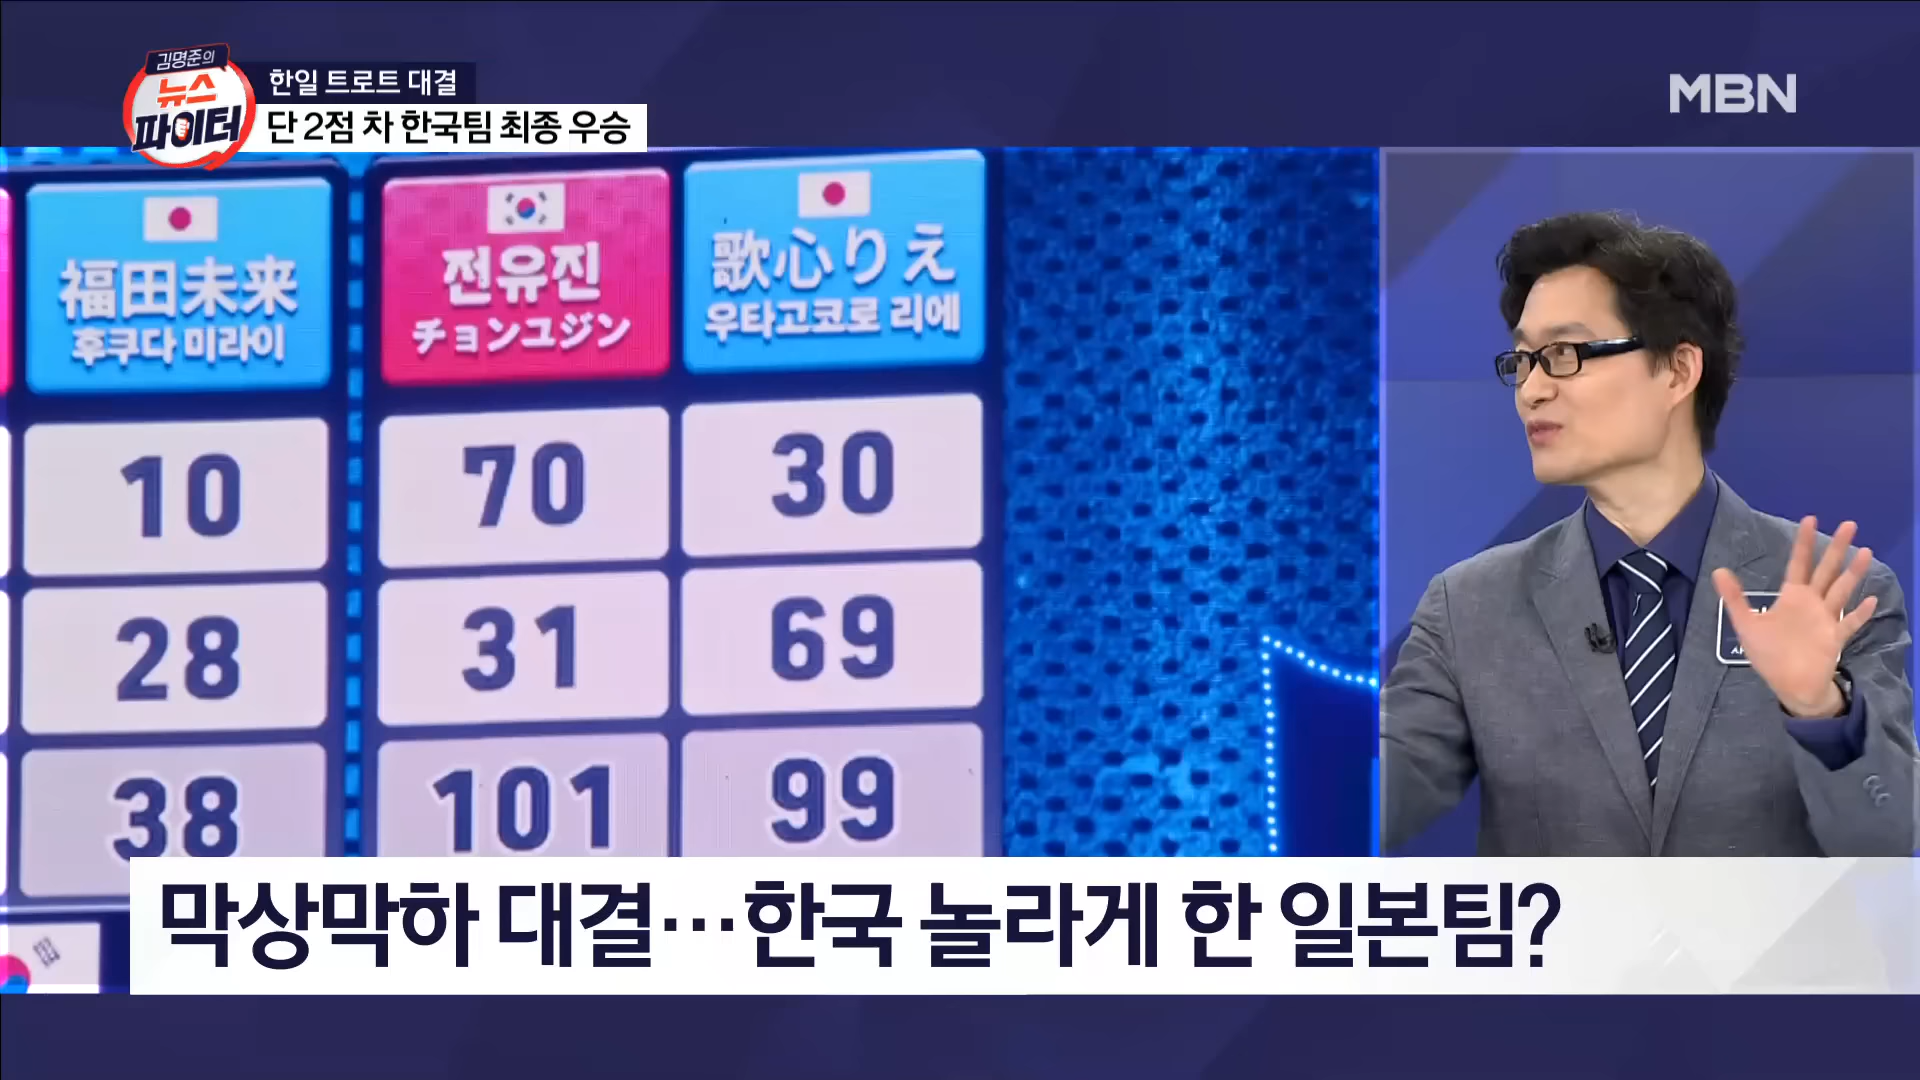 김명준의
뉴스
파이터
한일 트로트 대결
단 2점 차 한국팀 최종 우승
MBN
福田未来
후쿠다 미라이
전유진
チョンユジン
歌心りえ
우타고코로 리에
10
70
30
28
31
69
38
101
99
막상막하 대결…한국 놀라게 한 일본팀?